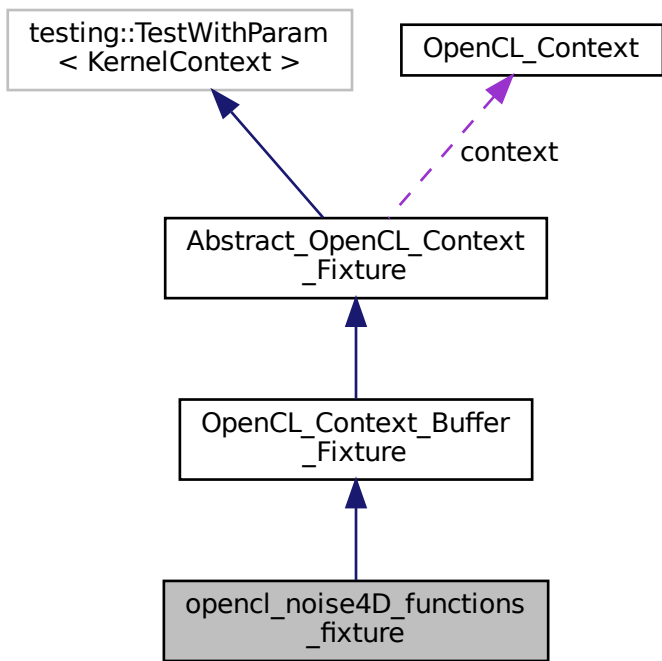 testing::TestWithParam
< KernelContext >
OpenCL_Context
context
Abstract_OpenCL_Context
_Fixture
OpenCL_Context_Buffer
_Fixture
opencl_noise4D_functions
_fixture